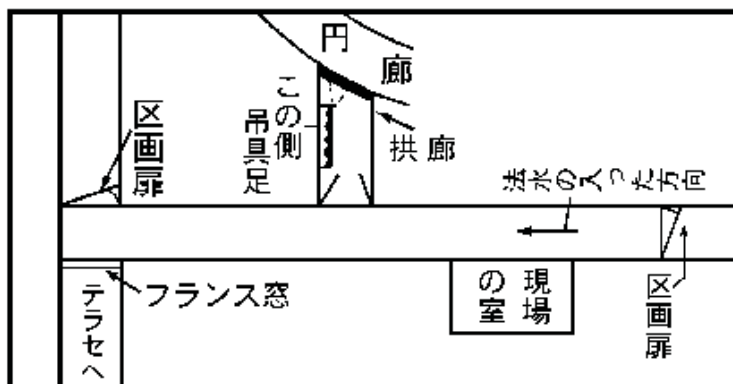 円廊
この側
吊具足
区画扉
拱廊
法水の入った方向
フランス窓
テラセへ
現場
の室
区画扉